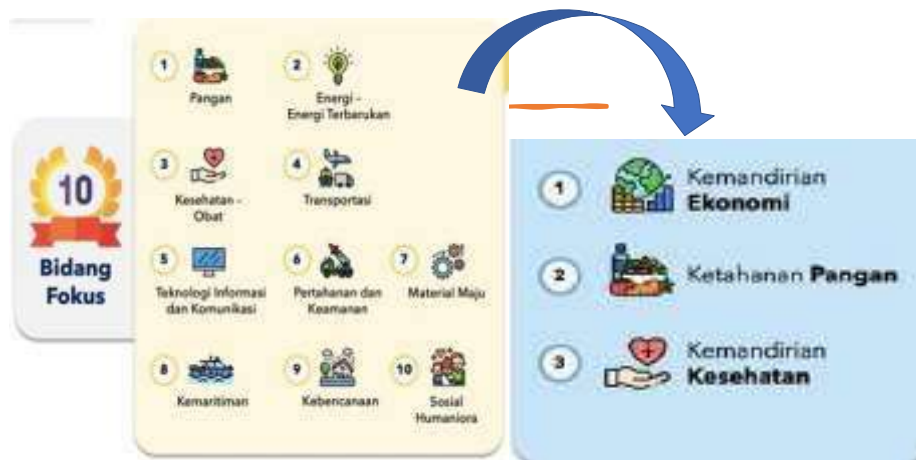 10
Bidang
Fokus
1
Pangan
2
Energi -
Energi Terbarukan
3
Kesehatan -
Obat
4
Transportasi
5
Teknologi Informasi
dan Komunikasi
6
Pertahanan dan
Keamanan
7
Material Maju
8
Kemaritiman
9
Kebencanaan
10
Sosial
Humaniora
1
Kemandirian
Ekonomi
2
Ketahanan Pangan
3
Kemandirian
Kesehatan